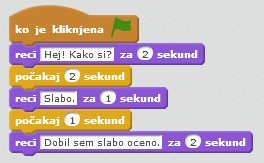 ko je kliknjena
reci Hej! Kako si? za 2 sekund
počakaj 2 sekund
reci Slabo. za 1 sekund
počakaj 1 sekund
reci Dobil sem slabo oceno. za 2 sekund